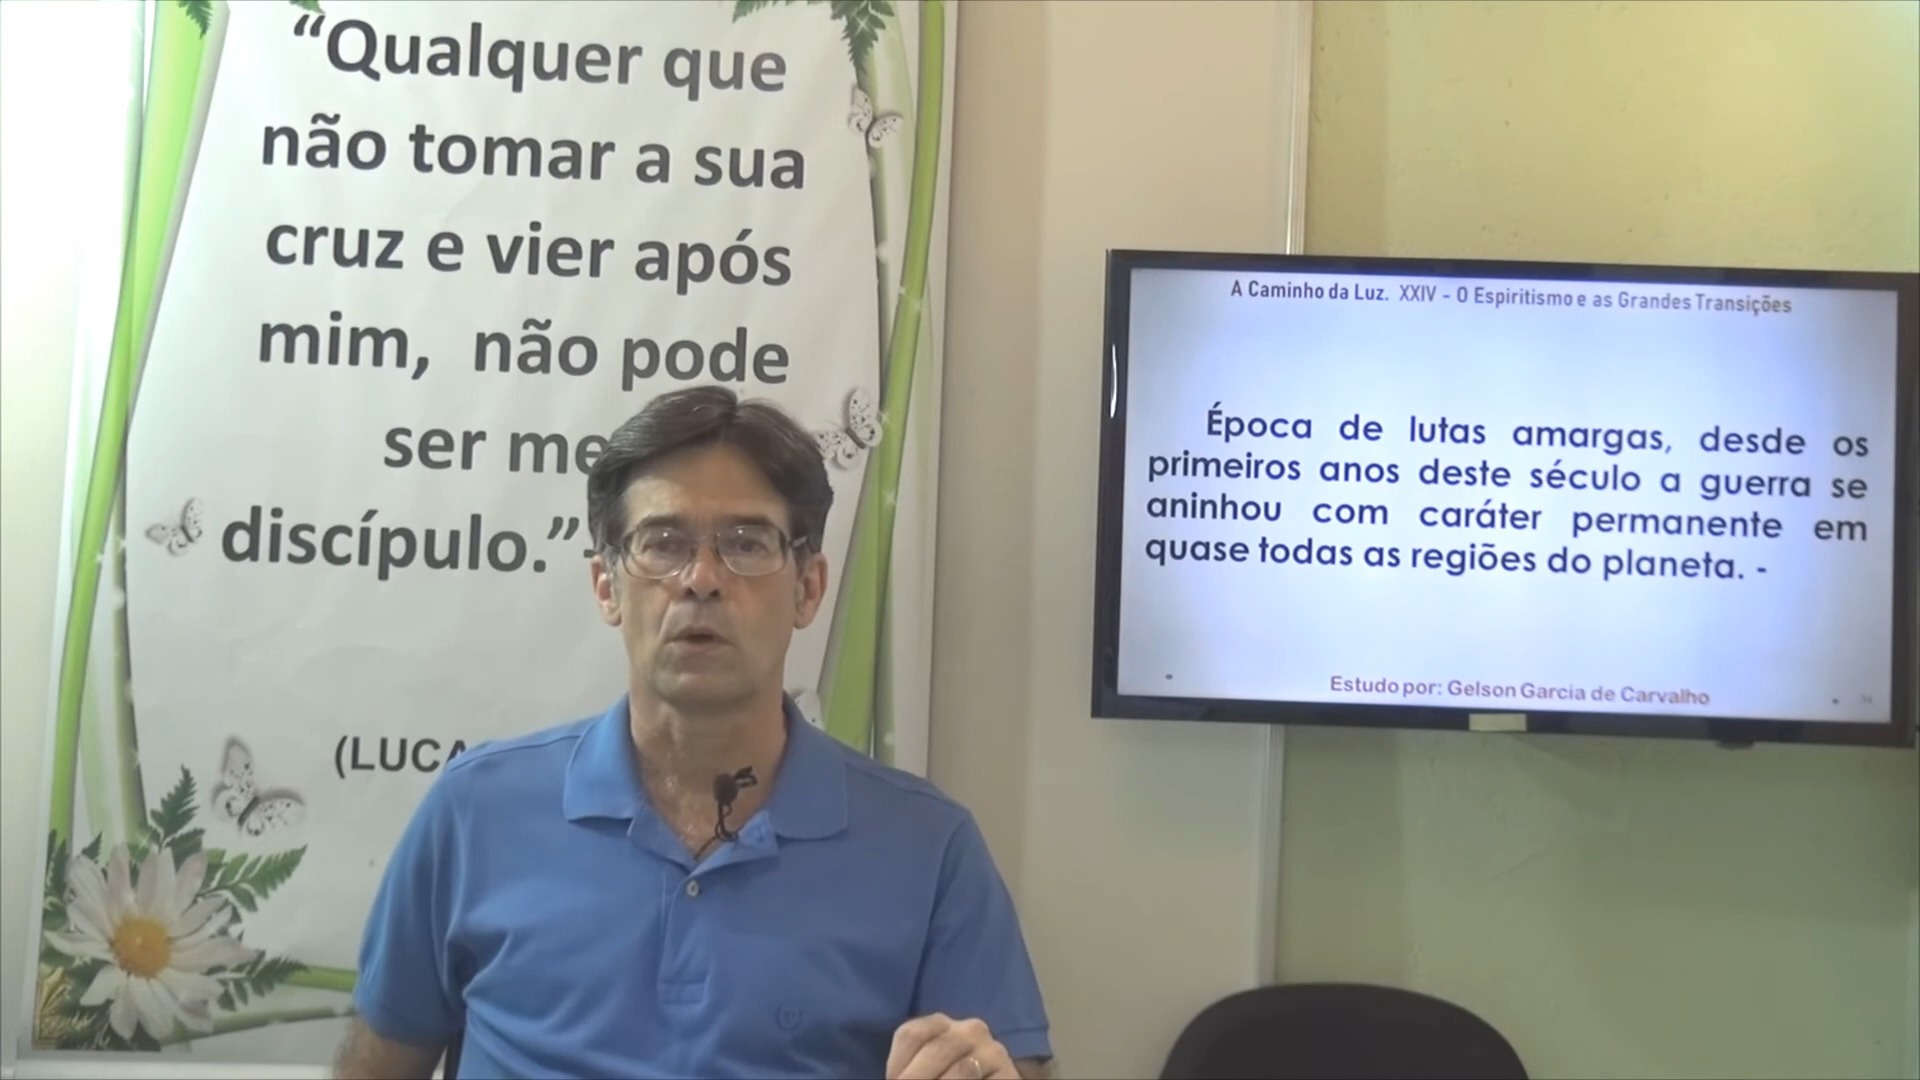 “Qualquer que
não tomar a sua
cruz e vier após
mim, não pode
ser
discípulo.”
A Caminho da Luz. XXIV - O Espiritismo e as Grandes Transições
Época de lutas amargas, desde os
primeiros anos deste século a guerra se
aninhou com caráter permanente em
quase todas as regiões do planeta. -
Estudo por: Gelson Garcia de Carvalho